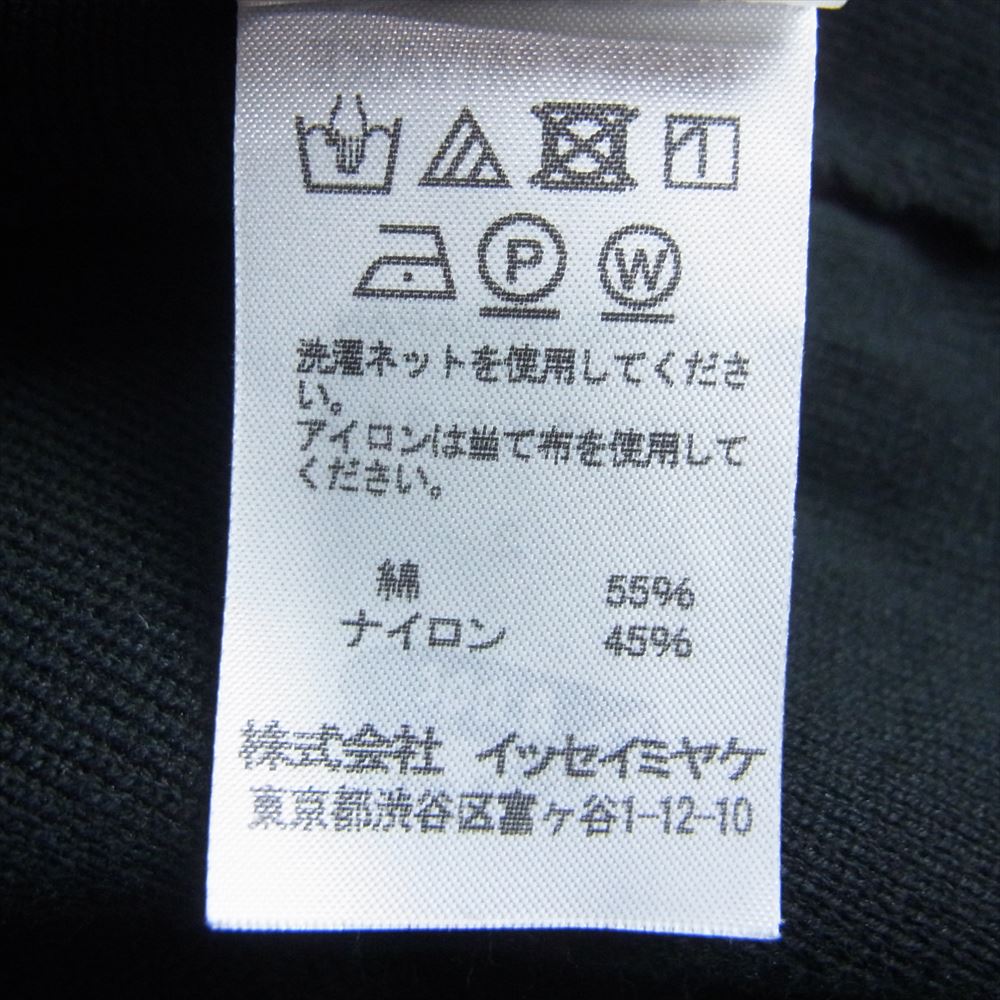 P W
洗濯ネットを使用してくださ
い。
アイロンは当て布を使用して
ください。
綿 55%
ナイロン 45%
株式会社 イッセイミヤケ
東京都渋谷区富ヶ谷1-12-10